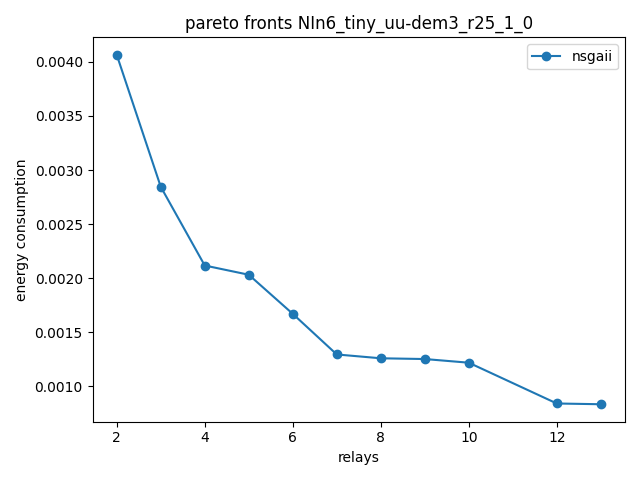 pareto fronts NIn6_tiny_uu-dem3_r25_1_0
nsgaii
energy consumption
0.0040
0.0035
0.0030
0.0025
0.0020
0.0015
0.0010
2 4 6 8 10 12
relays